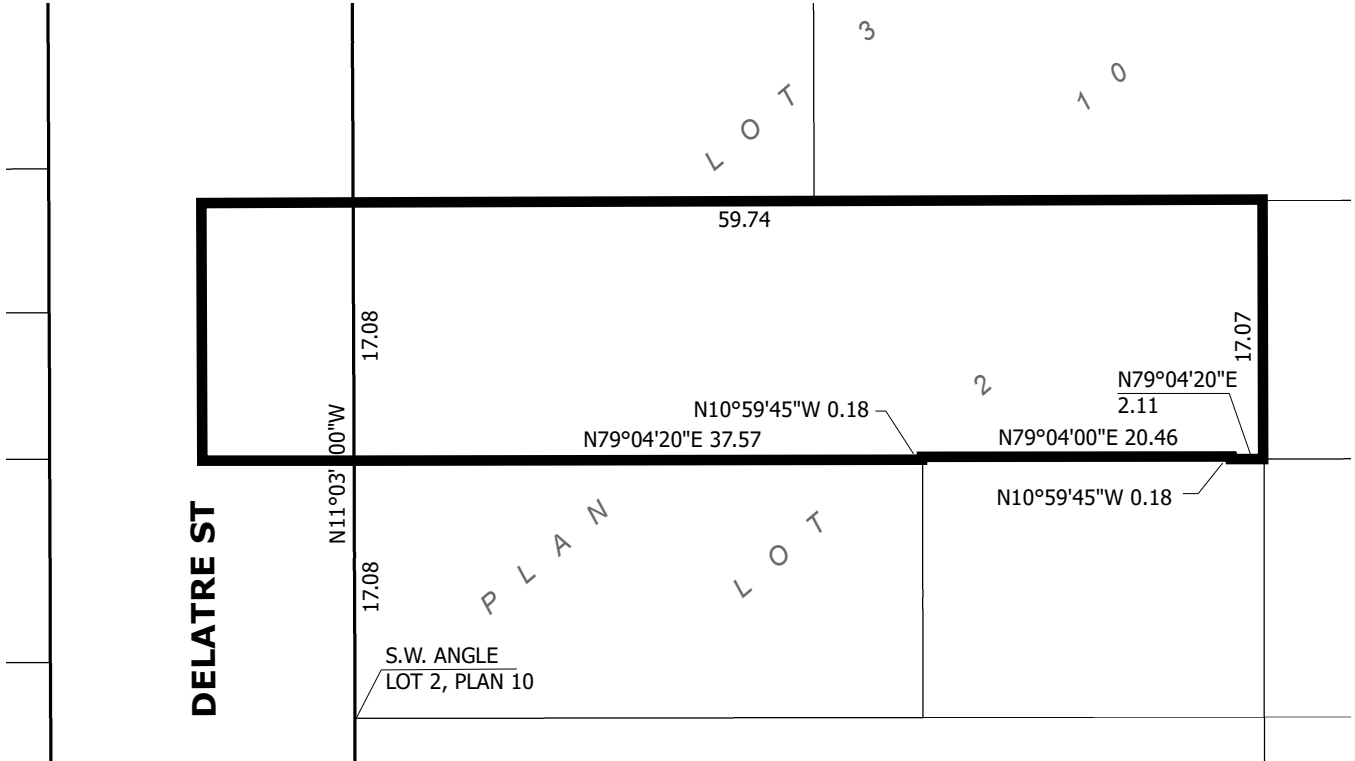 LOT 3
10
59.74
17.08
17.07
2
N79°04'20"E
2.11
N10°59'45"W 0.18
N79°04'20"E 37.57
N79°04'00"E 20.46
N11°03'00"W
N10°59'45"W 0.18
PLAN
LOT
DELATRE ST
17.08
S.W. ANGLE
LOT 2, PLAN 10